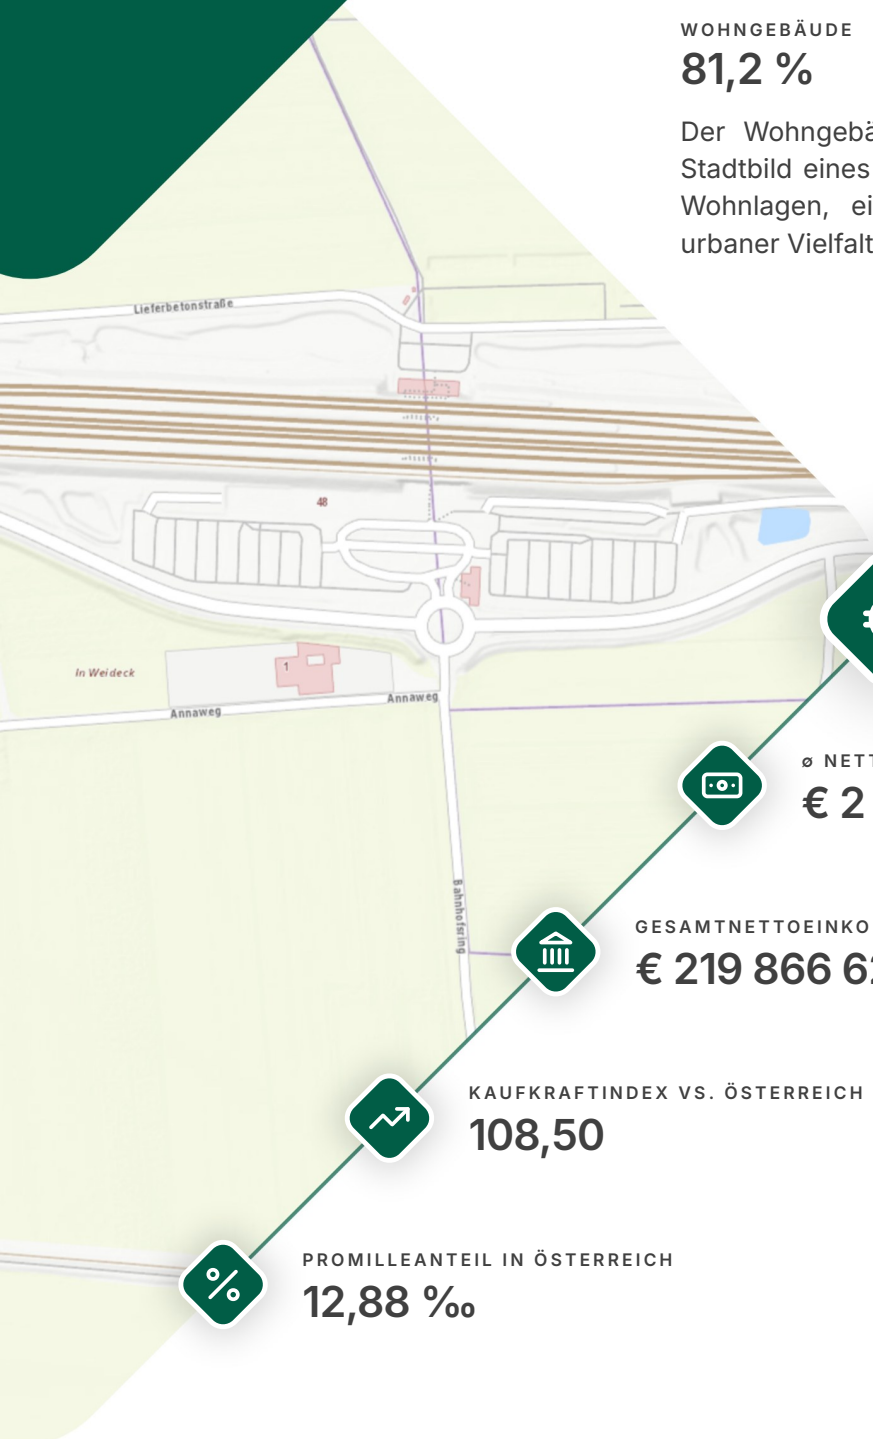 WOHNGEBÄUDE
81,2 %
Der Wohngebä
Stadtbild eines
Wohnlagen, ei
urbaner Vielfalt
Lieferbetonstraße
48
In Weideck
1
Annaweg
Annaweg
Bahnhofsring
ø NETT
€ 2
GESAMTNETTOEINKO
€ 219 866 62
KAUFKRAFTINDEX VS. ÖSTERREICH
108,50
PROMILLEANTEIL IN ÖSTERREICH
12,88 ‰